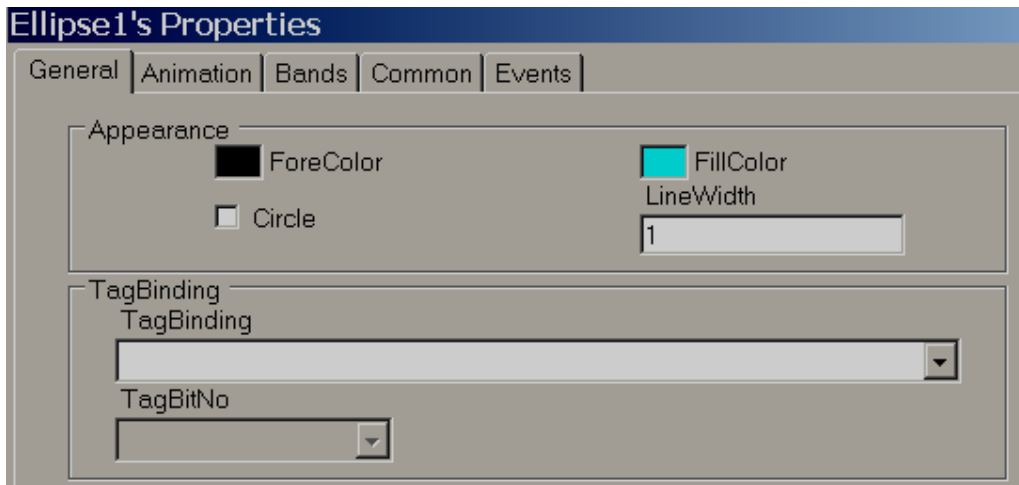 Ellipse1's Properties
General Animation Bands Common Events
Appearance
ForeColor FillColor
Circle LineWidth
1
TagBinding
TagBinding
TagBitNo